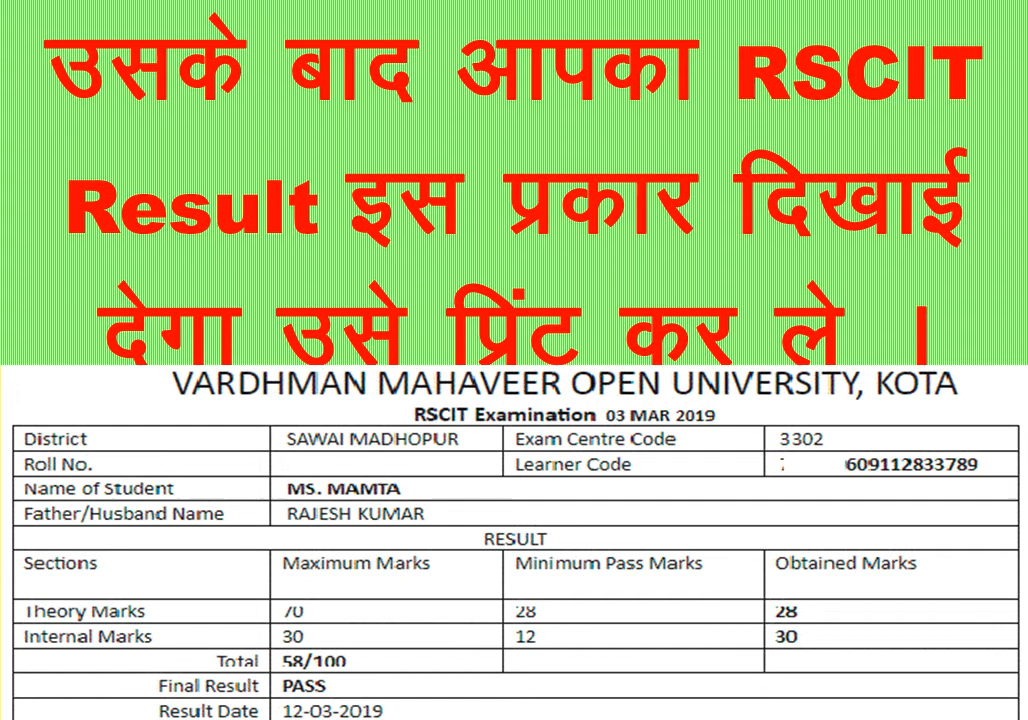 उसके बाद आपका RSCIT
Result इस प्रकार दिखाई
देगा उसे प्रिंट कर ले ।
VARDHMAN MAHAVEER OPEN UNIVERSITY, KOTA
RSCIT Examination 03 MAR 2019
District SAWAI MADHOPUR Exam Centre Code 3302
Roll No. Learner Code 609112833789
Name of Student MS. MAMTA
Father/Husband Name RAJESH KUMAR
RESULT
Sections Maximum Marks Minimum Pass Marks Obtained Marks
Theory Marks 70 28 28
Internal Marks 30 12 30
Total 58/100
Final Result PASS
Result Date 12-03-2019